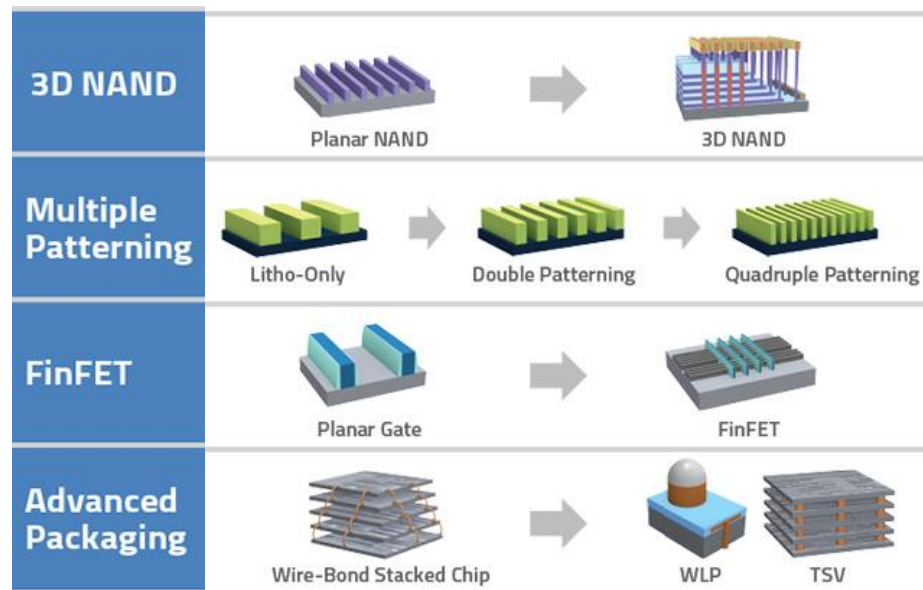 3D NAND
Planar NAND
3D NAND
Multiple
Patterning
Litho-Only
Double Patterning
Quadruple Patterning
FinFET
Planar Gate
FinFET
Advanced
Packaging
Wire-Bond Stacked Chip
WLP
TSV